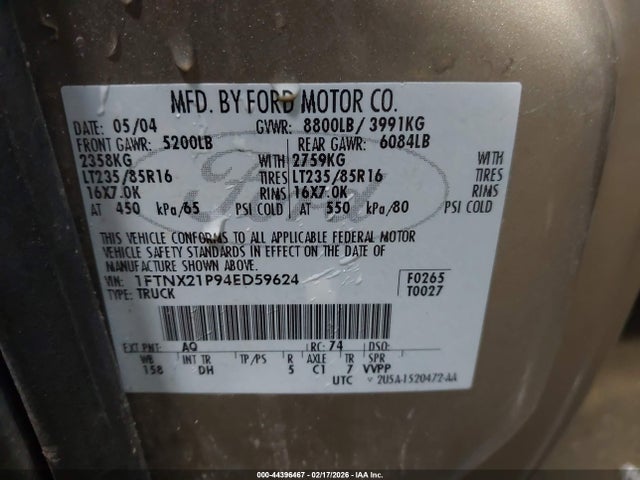 MFD. BY FORD MOTOR CO.
DATE: 05/04 GVWR: 8800LB/ 3991KG
FRONT GAWR: 5200LB REAR GAWR: 6084LB
2358KG WITH 2759KG WITH
LT235/85R16 TIRES LT235/85R16 TIRES
16X7.0K RIMS 16X7.0K RIMS
AT 450 kPa/65 PSI COLD AT 550 kPa/80 PSI COLD
Ford
THIS VEHICLE CONFORMS TO ALL APPLICABLE FEDERAL MOTOR
VEHICLE SAFETY STANDARDS IN EFFECT ON THE DATE OF
MANUFACTURE SHOWN ABOVE.
VIN: 1FTNX21P94ED59624 F0265
TYPE: TRUCK T0027
EXT PNT: AQ RC: 74 DSO:
WB INT TR TP/PS R AXLE TR SPR
158 DH 5 C1 7 VVPP
UTC V 2U5A-1520472-AA
000-44396467 - 02/17/2026 - IAA Inc.